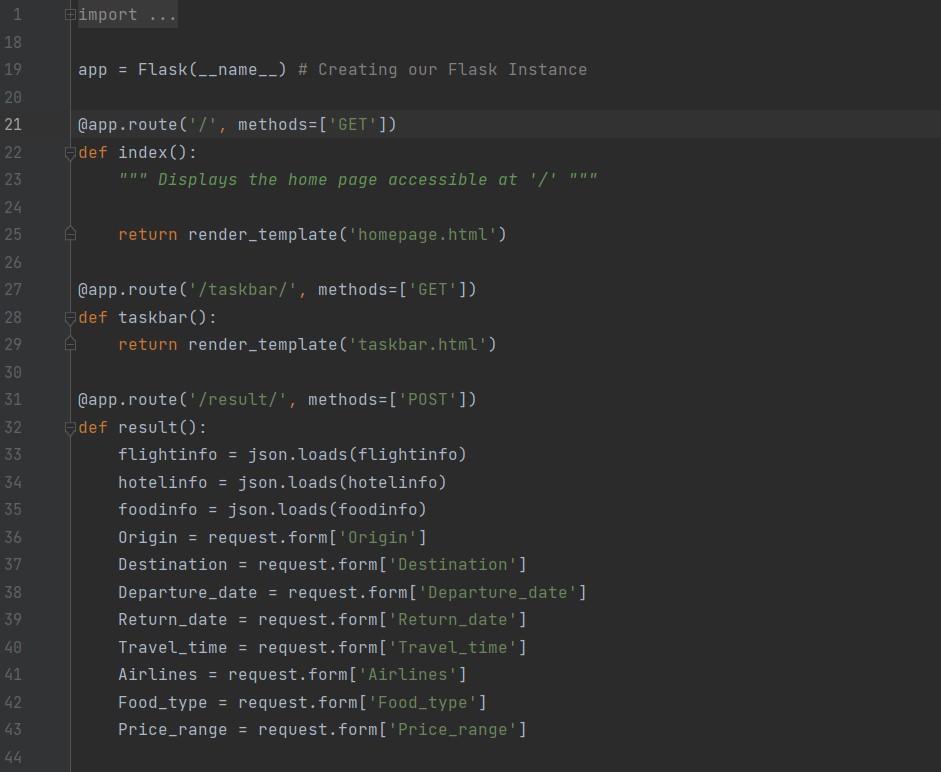 1 import ...
18
19 app = Flask(__name__) # Creating our Flask Instance
20
21 @app.route('/', methods=['GET'])
22 def index():
23 """ Displays the home page accessible at '/' """
24
25 return render_template('homepage.html')
26
27 @app.route('/taskbar/', methods=['GET'])
28 def taskbar():
29 return render_template('taskbar.html')
30
31 @app.route('/result/', methods=['POST'])
32 def result():
33 flightinfo = json.loads(flightinfo)
34 hotelinfo = json.loads(hotelinfo)
35 foodinfo = json.loads(foodinfo)
36 Origin = request.form['Origin']
37 Destination = request.form['Destination']
38 Departure_date = request.form['Departure_date']
39 Return_date = request.form['Return_date']
40 Travel_time = request.form['Travel_time']
41 Airlines = request.form['Airlines']
42 Food_type = request.form['Food_type']
43 Price_range = request.form['Price_range']
44